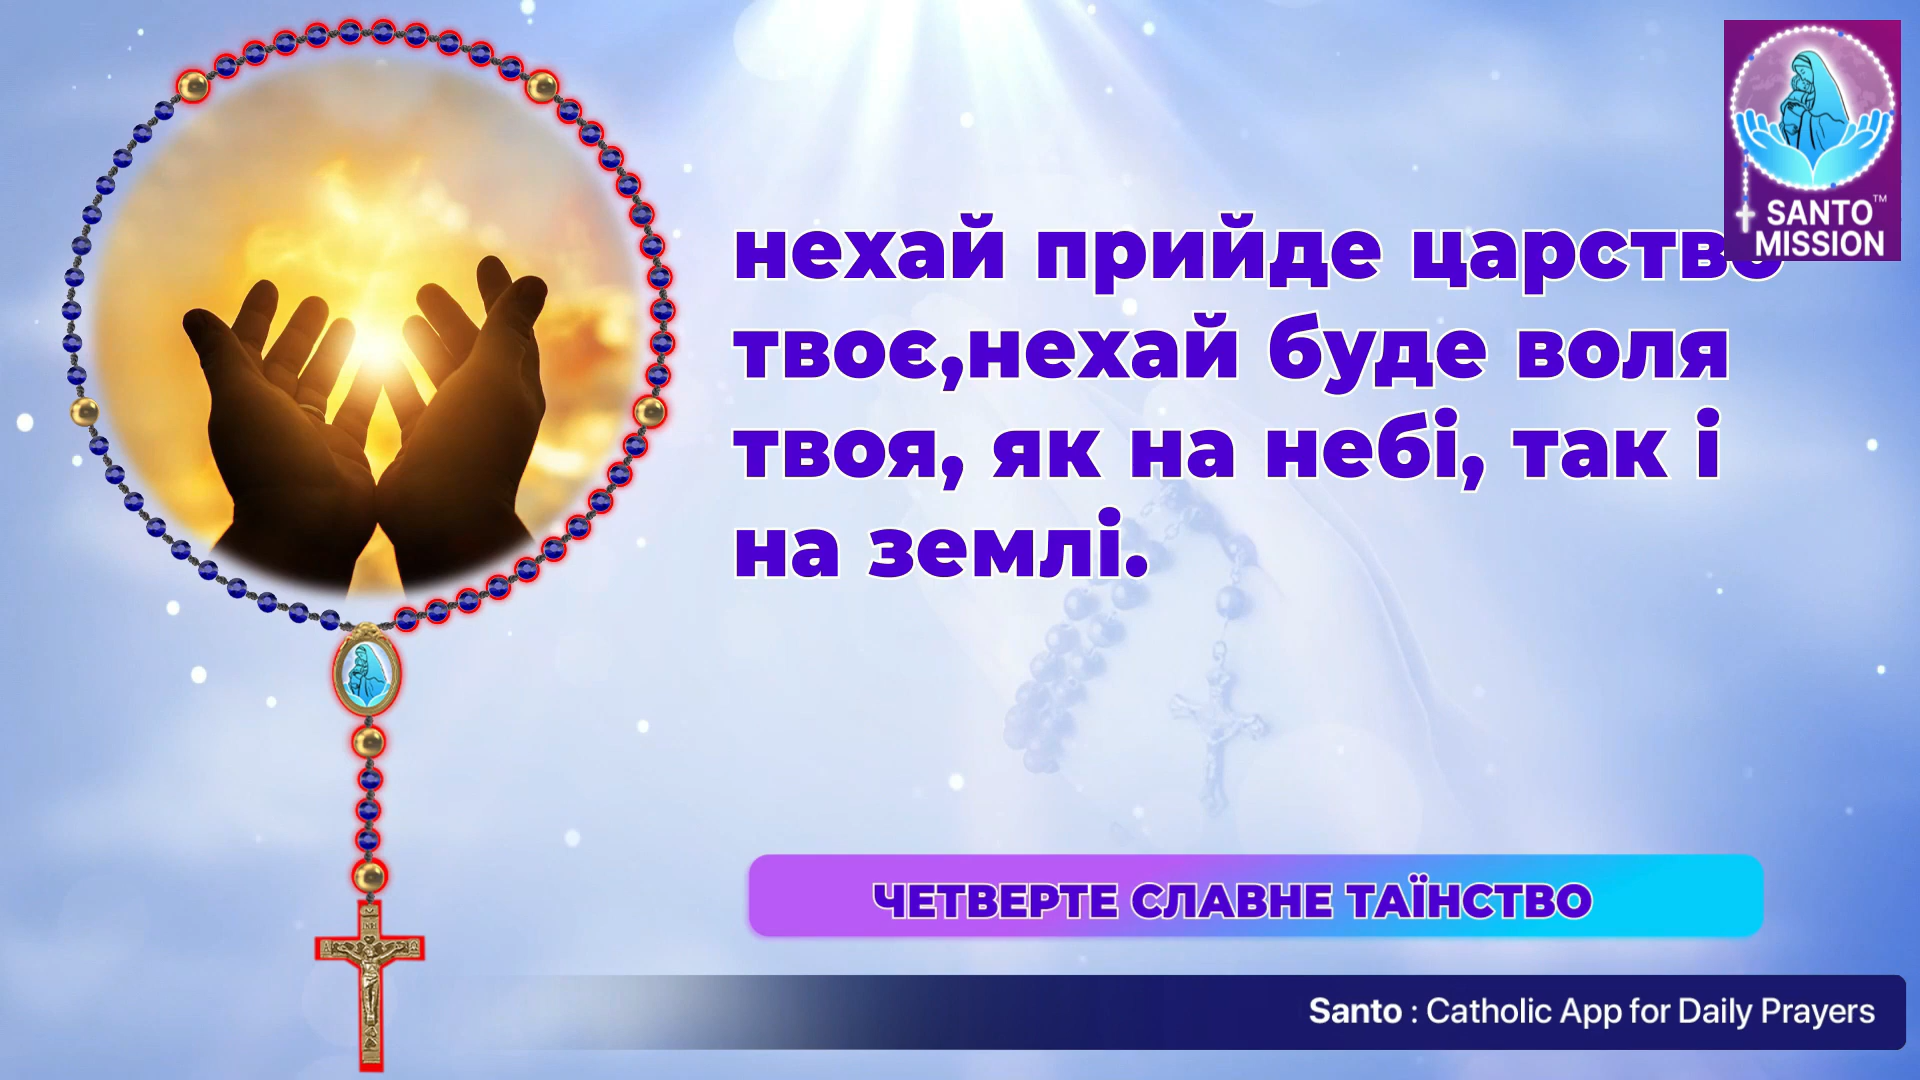 SANTO™
MISSION
нехай прийде царство
твоє,нехай буде воля
твоя, як на небі, так і
на землі.
ЧЕТВЕРТЕ СЛАВНЕ ТАЇНСТВО
Santo : Catholic App for Daily Prayers